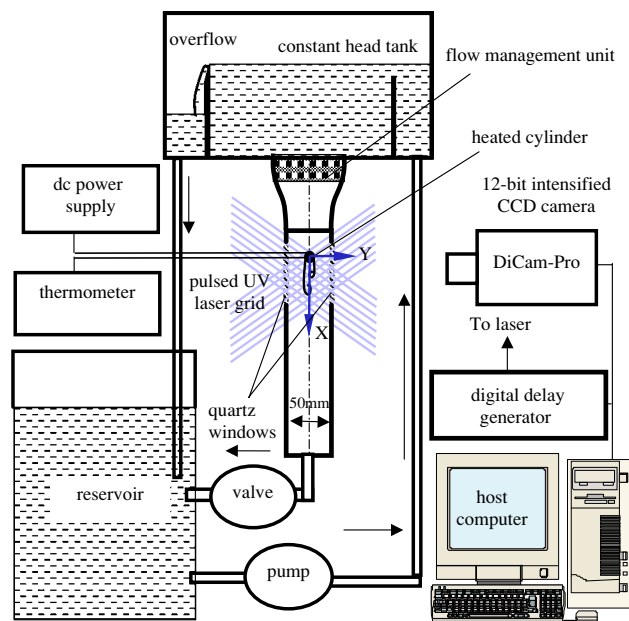 overflow
constant head tank
flow management unit
heated cylinder
dc power
supply
12-bit intensified
CCD camera
thermometer
pulsed UV
laser grid
Y
X
DiCam-Pro
To laser
digital delay
generator
50mm
quartz
windows
reservoir
valve
host
computer
pump